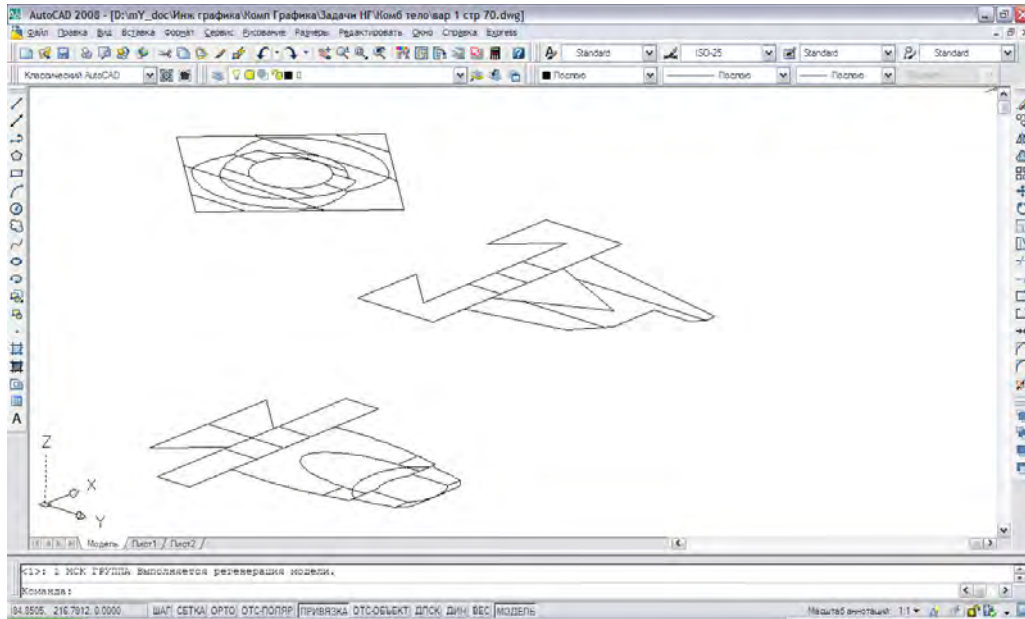 AutoCAD 2008 - [D:\mY_doc\Инж графика\Комп Графика\Задачи НГ\Комб тело\вар 1 стр 70.dwg]
Файл Правка Вид Вставка Формат Сервис Рисование Размеры Редактировать Окно Справка Express
Standard ISO-25 Standard Standard
Классический AutoCAD 0 Послою Послою Послою
A
Z
X
Y
Модель Лист1 Лист2
<1>: 1 МСК ГРУППА Выполняется регенерация модели.
Команда:
84.8505, 216.7912, 0.0000 ШАГ СЕТКА ОРТО ОТС-ПОЛЯР ПРИВЯЗКА ОТС-ОБЪЕКТ ДПСК ДИН ВЕС МОДЕЛЬ Масштаб аннотаций: 1:1